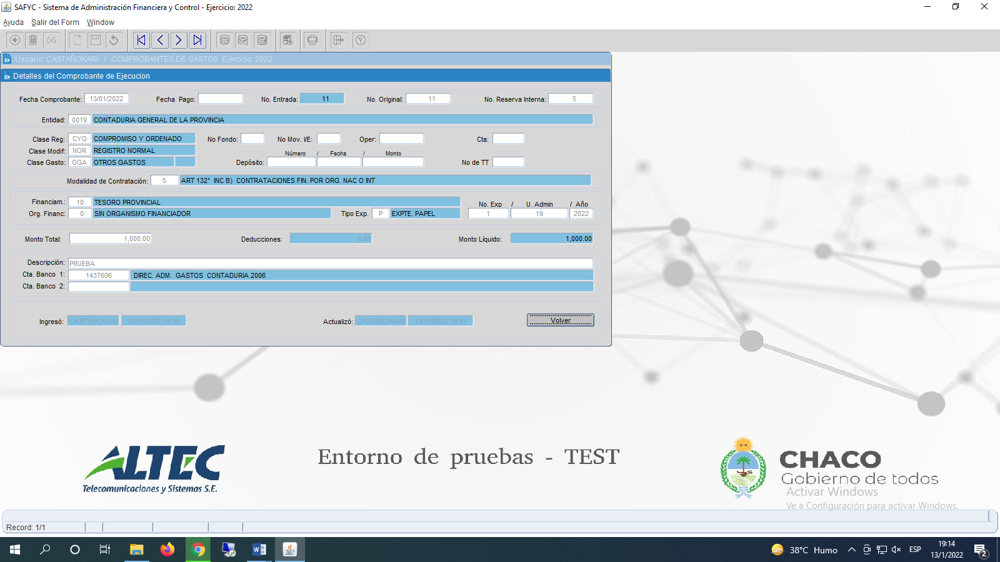 SAFYC - Sistema de Administración Financiera y Control - Ejercicio: 2022
Ayuda Salir del Form Window
Usuario: CASTAÑOKARI / COMPROBANTES DE GASTOS Ejercicio: 2022
Detalles del Comprobante de Ejecucion
Fecha Comprobante: 13/01/2022 Fecha Pago: No. Entrada: 11 No. Original: 11 No. Reserva Interna: 5
Entidad: 0019 CONTADURIA GENERAL DE LA PROVINCIA
Clase Reg: CYO COMPROMISO Y ORDENADO No Fondo: No Mov. I/E: Oper: Cta:
Clase Modif: NOR REGISTRO NORMAL Número / Fecha / Monto
Clase Gasto: OGA OTROS GASTOS Depósito: No de TT
Modalidad de Contratación: 5 ART 132° INC B) CONTRATACIONES FIN. POR ORG. NAC O INT
Financiam.: 10 TESORO PROVINCIAL No. Exp / U. Admin / Año
Org. Financ: 0 SIN ORGANISMO FINANCIADOR Tipo Exp. P EXPTE. PAPEL 1 19 2022
Monto Total: 1,000.00 Deducciones: 0.00 Monto Líquido: 1,000.00
Descripción: PRUEBA
Cta. Banco 1: 1437606 DIREC. ADM. GASTOS CONTADURIA 2006
Cta. Banco 2:
Ingresó: CASTAÑOKARI 13/01/2022 18:59 Actualizó: CASTAÑOKARI 13/01/2022 19:01 Volver
ALTEC
Telecomunicaciones y Sistemas S.E.
Entorno de pruebas - TEST
CHACO
Gobierno de todos
Activar Windows
Ve a Configuración para activar Windows.
Record: 1/1
38°C Humo ESP 19:14
13/1/2022 2